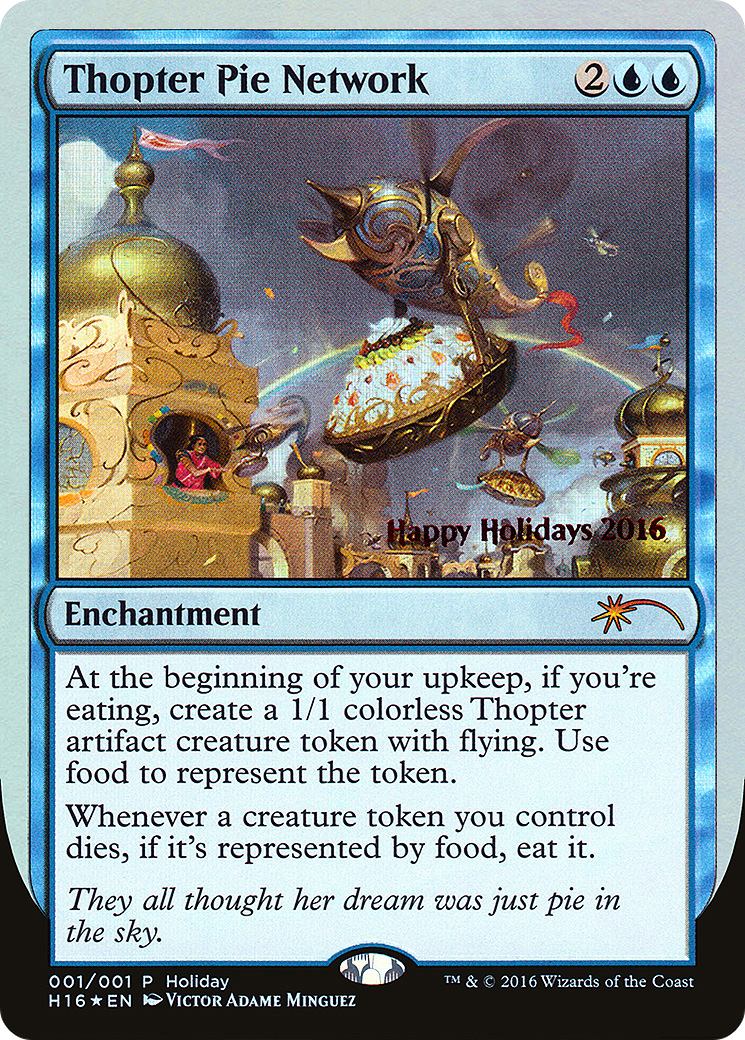 Thopter Pie Network 2
Happy Holidays 2016
Enchantment
At the beginning of your upkeep, if you're
eating, create a 1/1 colorless Thopter
artifact creature token with flying. Use
food to represent the token.
Whenever a creature token you control
dies, if it's represented by food, eat it.
They all thought her dream was just pie in
the sky.
001/001 P Holiday
H16★EN Victor Adame Minguez
™ & © 2016 Wizards of the Coast